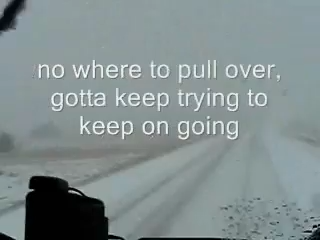 no where to pull over,
gotta keep trying to
keep on going